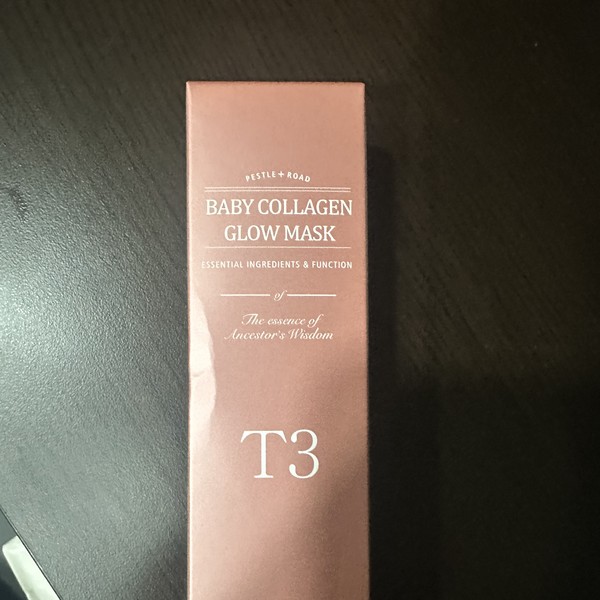 PESTLE+ROAD
BABY COLLAGEN
GLOW MASK
ESSENTIAL INGREDIENTS & FUNCTION
of
The essence of
Ancestor's Wisdom
T3